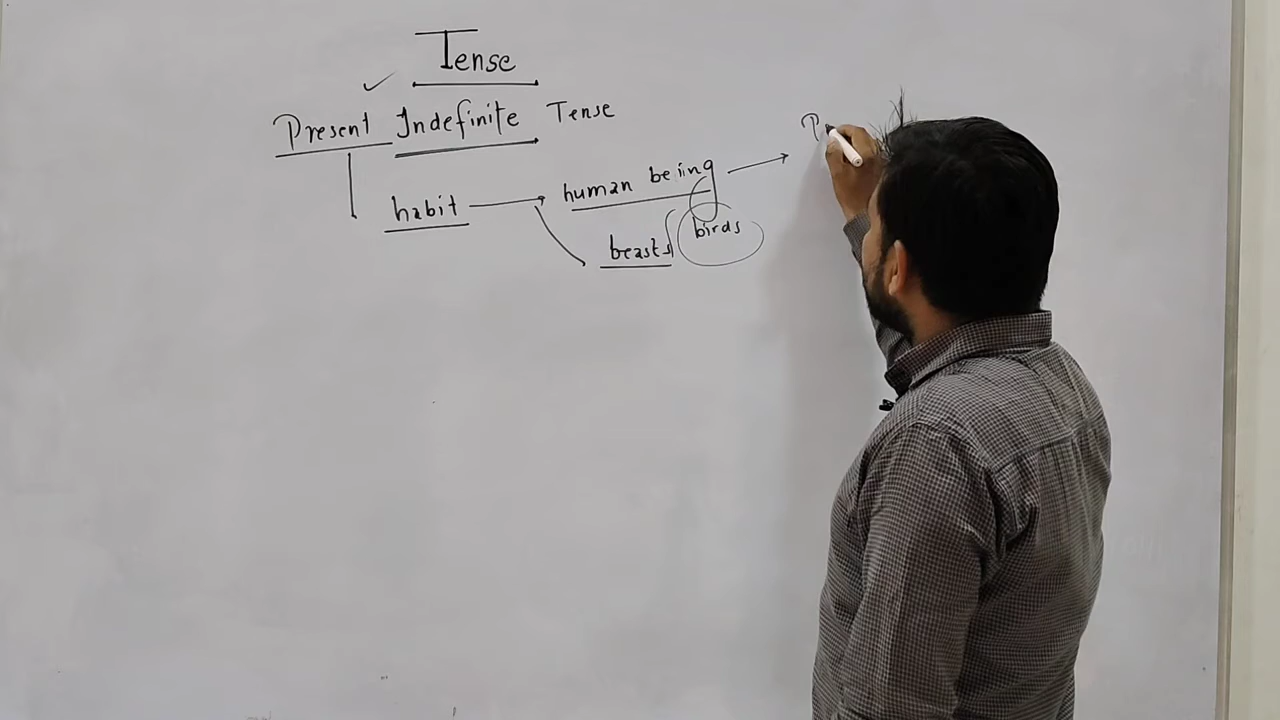 Tense
Present Indefinite Tense
habit → human being →
beasts / birds